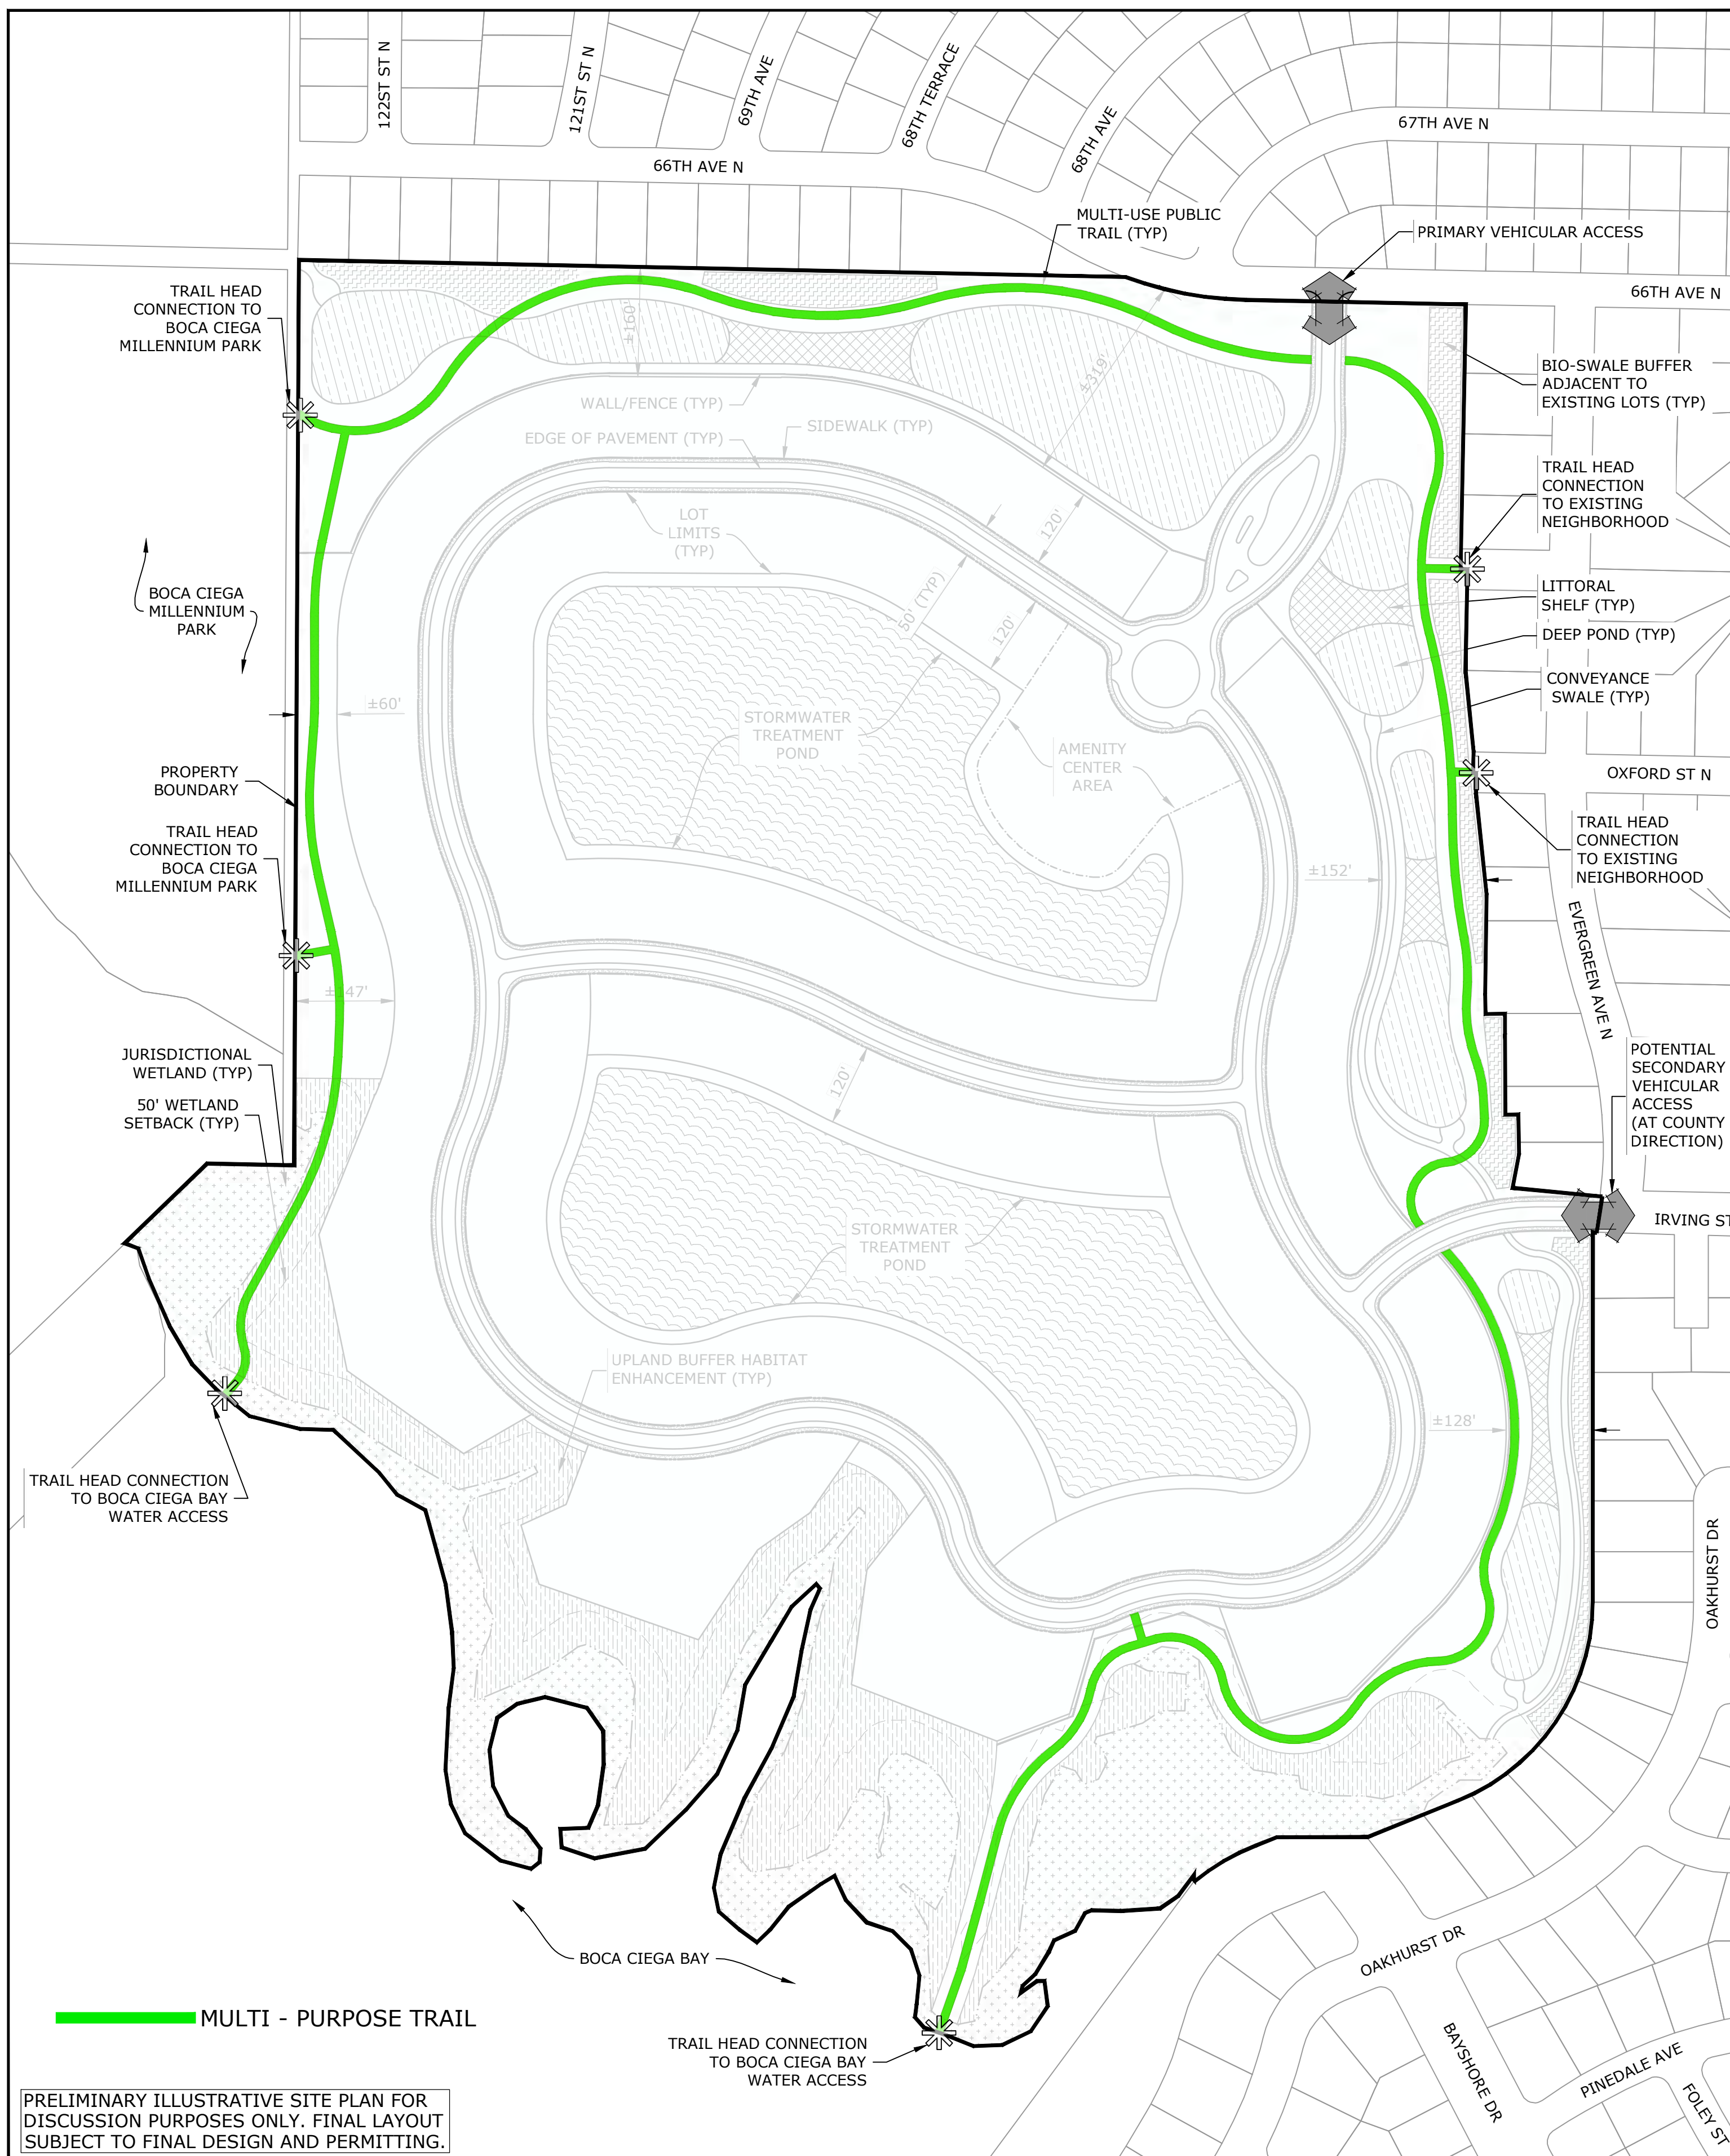 122ST ST N
121ST ST N
69TH AVE
68TH TERRACE
68TH AVE
67TH AVE N
66TH AVE N
MULTI-USE PUBLIC
TRAIL (TYP)
PRIMARY VEHICULAR ACCESS
66TH AVE N
TRAIL HEAD
CONNECTION TO
BOCA CIEGA
MILLENNIUM PARK
±160'
±319'
BIO-SWALE BUFFER
ADJACENT TO
EXISTING LOTS (TYP)
WALL/FENCE (TYP)
SIDEWALK (TYP)
EDGE OF PAVEMENT (TYP)
TRAIL HEAD
CONNECTION
TO EXISTING
NEIGHBORHOOD
LOT
LIMITS
(TYP)
120'
50' (TYP)
120'
BOCA CIEGA
MILLENNIUM
PARK
LITTORAL
SHELF (TYP)
DEEP POND (TYP)
CONVEYANCE
SWALE (TYP)
±60'
STORMWATER
TREATMENT
POND
AMENITY
CENTER
AREA
PROPERTY
BOUNDARY
OXFORD ST N
TRAIL HEAD
CONNECTION TO
BOCA CIEGA
MILLENNIUM PARK
TRAIL HEAD
CONNECTION
TO EXISTING
NEIGHBORHOOD
±152'
EVERGREEN AVE N
±147'
JURISDICTIONAL
WETLAND (TYP)
50' WETLAND
SETBACK (TYP)
120'
POTENTIAL
SECONDARY
VEHICULAR
ACCESS
(AT COUNTY
DIRECTION)
IRVING ST
STORMWATER
TREATMENT
POND
UPLAND BUFFER HABITAT
ENHANCEMENT (TYP)
±128'
TRAIL HEAD CONNECTION
TO BOCA CIEGA BAY
WATER ACCESS
OAKHURST DR
BOCA CIEGA BAY
OAKHURST DR
MULTI - PURPOSE TRAIL
TRAIL HEAD CONNECTION
TO BOCA CIEGA BAY
WATER ACCESS
BAYSHORE DR
PINEDALE AVE
FOLEY ST
PRELIMINARY ILLUSTRATIVE SITE PLAN FOR
DISCUSSION PURPOSES ONLY. FINAL LAYOUT
SUBJECT TO FINAL DESIGN AND PERMITTING.